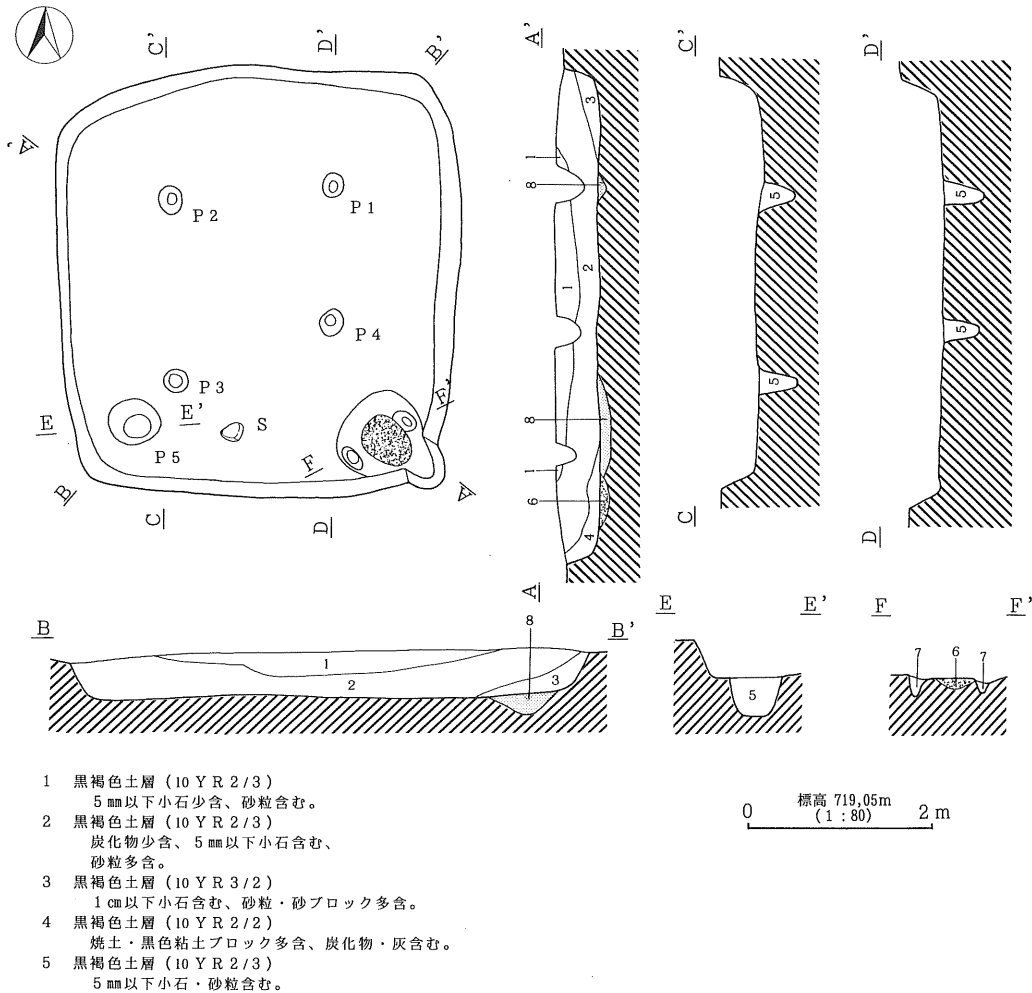 C'
D'
B'
A'
C'
D'
A'
P2
P1
P4
P3
E'
S
F'
P5
F
E
B
C
D
A
3
1
8
2
1
8
1
6
4
A
5
5
C
5
5
D
B
8
B'
1
2
3
E
E'
5
F
F'
7
6
7
1 黒褐色土層 (10YR2/3)
5㎜以下小石少含、砂粒含む。
2 黒褐色土層 (10YR2/3)
炭化物少含、5㎜以下小石含む、
砂粒多含。
3 黒褐色土層 (10YR3/2)
1㎝以下小石含む、砂粒・砂ブロック多含。
4 黒褐色土層 (10YR2/2)
焼土・黒色粘土ブロック多含、炭化物・灰含む。
5 黒褐色土層 (10YR2/3)
5㎜以下小石・砂粒含む。
標高 719,05m
0 (1:80) 2m